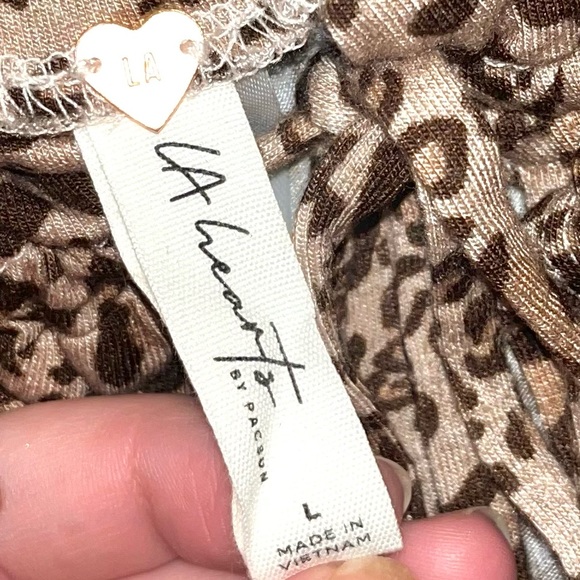 LA
LA hearts
BY PACSUN
L
MADE IN
VIETNAM